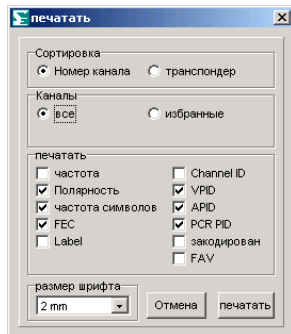 печатать
Сортировка
Номер канала транспондер
Каналы
все избранные
печатать
частота Channel ID
Полярность VPID
частота символов APID
FEC PCR PID
Label закодирован
FAV
размер шрифта
2 mm Отмена печатать